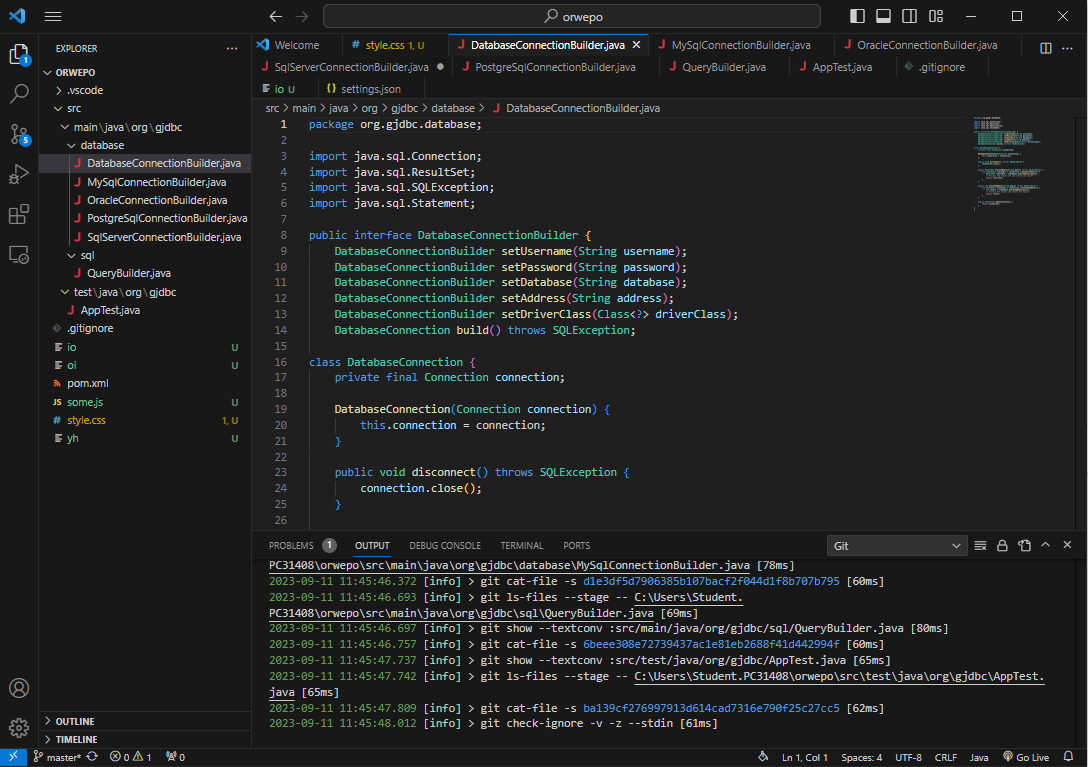 orwepo
EXPLORER
ORWEPO
.vscode
src
main\java\org\gjdbc
database
DatabaseConnectionBuilder.java
MySqlConnectionBuilder.java
OracleConnectionBuilder.java
PostgreSqlConnectionBuilder.java
SqlServerConnectionBuilder.java
sql
QueryBuilder.java
test\java\org\gjdbc
AppTest.java
.gitignore
io U
oi U
pom.xml
JS some.js U
# style.css 1, U
yh U
OUTLINE
TIMELINE
1
5
Welcome # style.css 1, U J DatabaseConnectionBuilder.java J MySqlConnectionBuilder.java J OracleConnectionBuilder.java
J SqlServerConnectionBuilder.java J PostgreSqlConnectionBuilder.java J QueryBuilder.java J AppTest.java .gitignore
io U {} settings.json
src > main > java > org > gjdbc > database > J DatabaseConnectionBuilder.java
1 package org.gjdbc.database;
2
3 import java.sql.Connection;
4 import java.sql.ResultSet;
5 import java.sql.SQLException;
6 import java.sql.Statement;
7
8 public interface DatabaseConnectionBuilder {
9 DatabaseConnectionBuilder setUsername(String username);
10 DatabaseConnectionBuilder setPassword(String password);
11 DatabaseConnectionBuilder setDatabase(String database);
12 DatabaseConnectionBuilder setAddress(String address);
13 DatabaseConnectionBuilder setDriverClass(Class<?> driverClass);
14 DatabaseConnection build() throws SQLException;
15
16 class DatabaseConnection {
17 private final Connection connection;
18
19 DatabaseConnection(Connection connection) {
20 this.connection = connection;
21 }
22
23 public void disconnect() throws SQLException {
24 connection.close();
25 }
26
PROBLEMS 1 OUTPUT DEBUG CONSOLE TERMINAL PORTS Git
PC31408\orwepo\src\main\java\org\gjdbc\database\MySqlConnectionBuilder.java [78ms]
2023-09-11 11:45:46.372 [info] > git cat-file -s d1e3df5d7906385b107bacf2f044d1f8b707b795 [60ms]
2023-09-11 11:45:46.693 [info] > git ls-files --stage -- C:\Users\Student.
PC31408\orwepo\src\main\java\org\gjdbc\sql\QueryBuilder.java [69ms]
2023-09-11 11:45:46.697 [info] > git show --textconv :src/main/java/org/gjdbc/sql/QueryBuilder.java [80ms]
2023-09-11 11:45:46.757 [info] > git cat-file -s 6beee308e72739437ac1e81eb2688f41d442994f [60ms]
2023-09-11 11:45:47.737 [info] > git show --textconv :src/test/java/org/gjdbc/AppTest.java [65ms]
2023-09-11 11:45:47.742 [info] > git ls-files --stage -- C:\Users\Student.PC31408\orwepo\src\test\java\org\gjdbc\AppTest.
java [65ms]
2023-09-11 11:45:47.809 [info] > git cat-file -s ba139cf276997913d614cad7316e790f25c27cc5 [62ms]
2023-09-11 11:45:48.012 [info] > git check-ignore -v -z --stdin [61ms]
master* 0 1 0 Ln 1, Col 1 Spaces: 4 UTF-8 CRLF Java Go Live